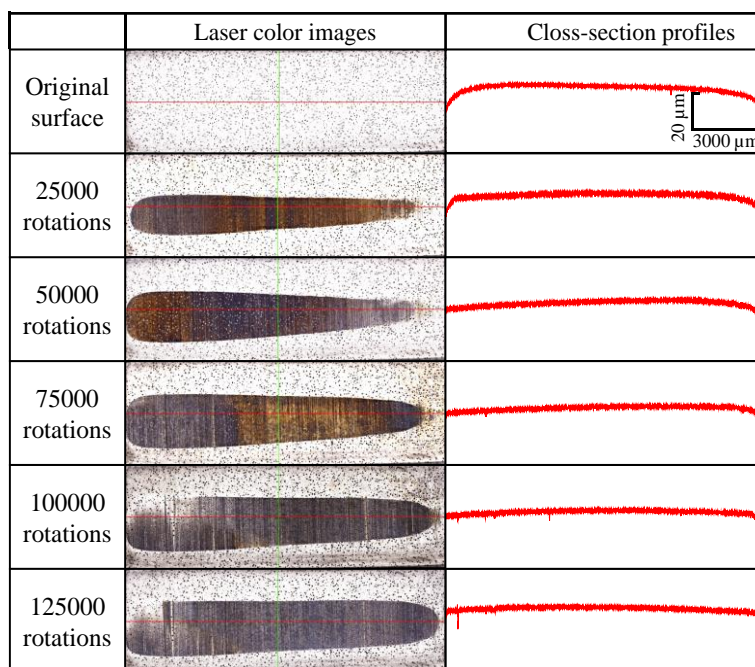 Laser color images
Closs-section profiles
Original
surface
20 µm
3000 µm
25000
rotations
50000
rotations
75000
rotations
100000
rotations
125000
rotations